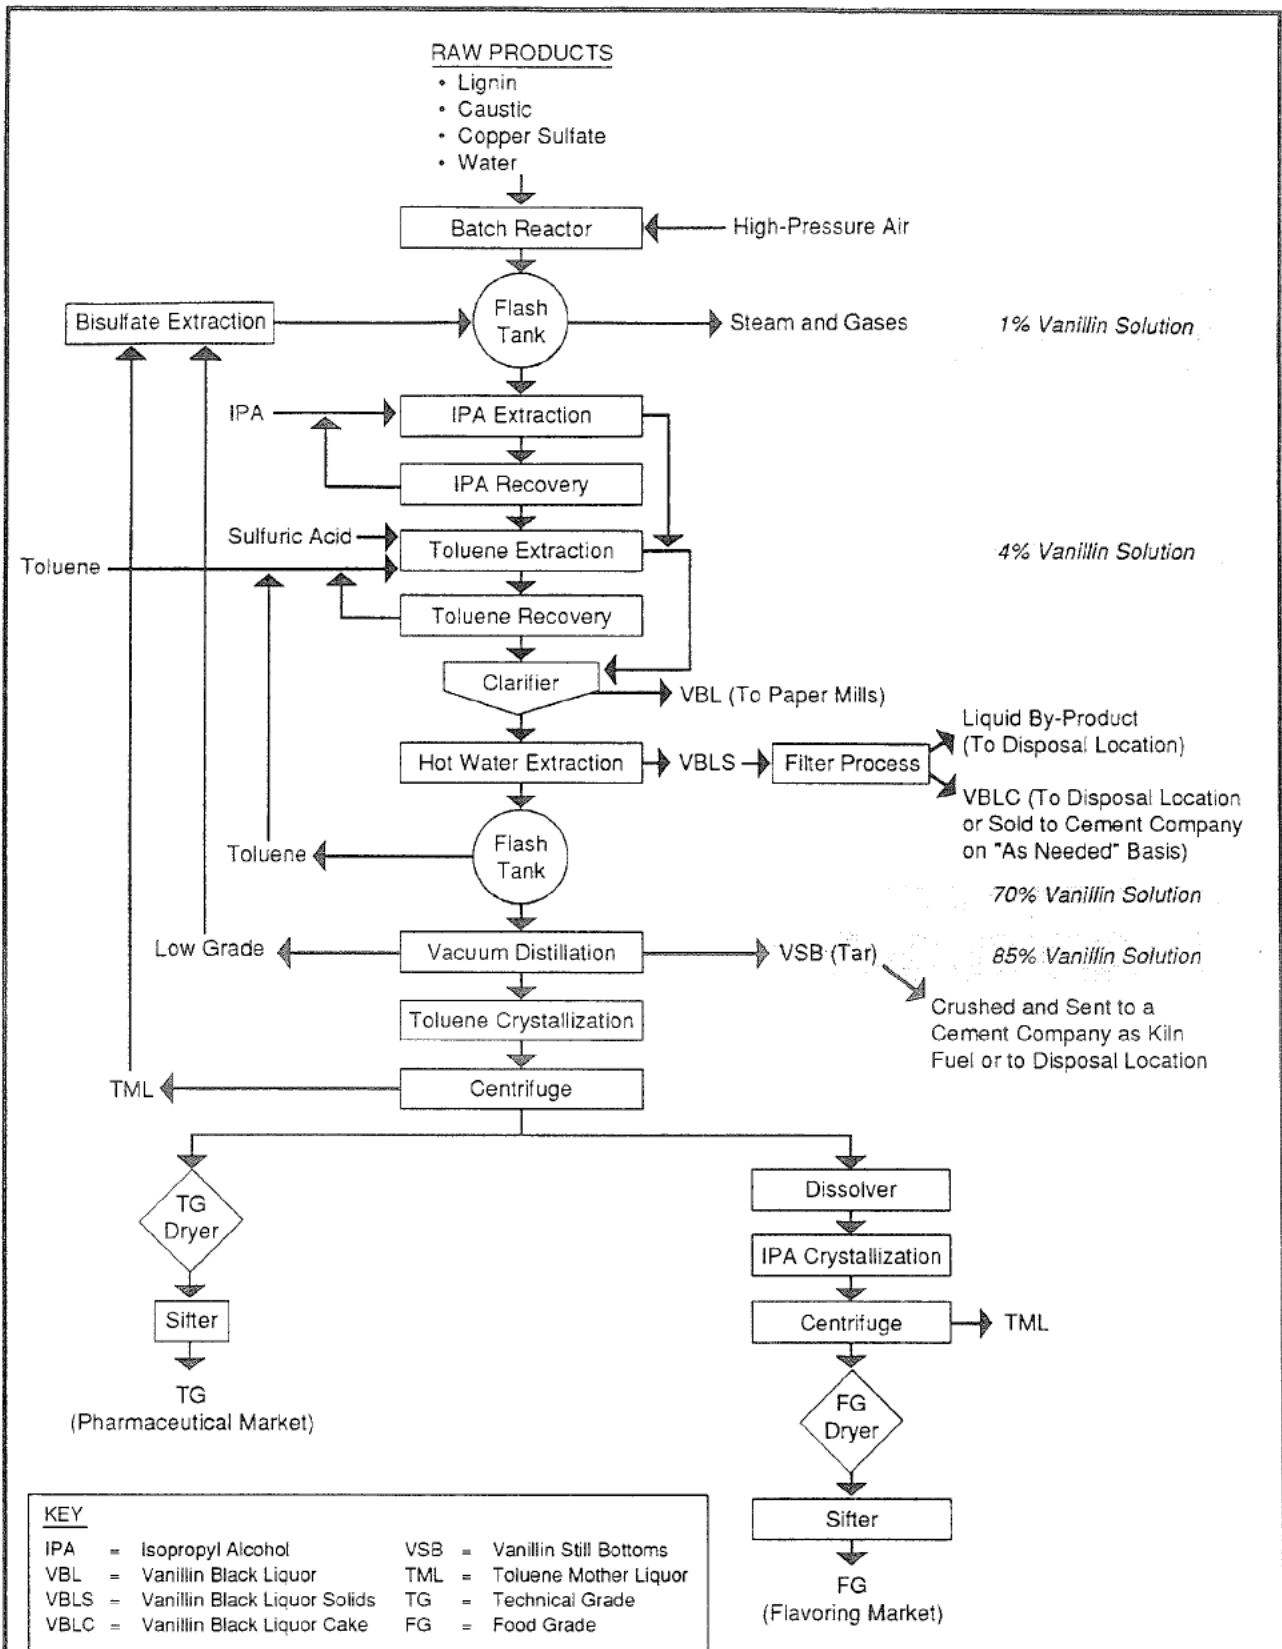 RAW PRODUCTS
• Lignin
• Caustic
• Copper Sulfate
• Water
Batch Reactor
High-Pressure Air
Bisulfate Extraction
Flash
Tank
Steam and Gases
1% Vanillin Solution
IPA
IPA Extraction
IPA Recovery
Sulfuric Acid
Toluene Extraction
4% Vanillin Solution
Toluene
Toluene Recovery
Clarifier
VBL (To Paper Mills)
Liquid By-Product
(To Disposal Location)
Hot Water Extraction
VBLS
Filter Process
VBLC (To Disposal Location
or Sold to Cement Company
on "As Needed" Basis)
Flash
Tank
Toluene
70% Vanillin Solution
Low Grade
Vacuum Distillation
VSB (Tar)
85% Vanillin Solution
Crushed and Sent to a
Cement Company as Kiln
Fuel or to Disposal Location
Toluene Crystallization
TML
Centrifuge
TG
Dryer
Sifter
TG
(Pharmaceutical Market)
Dissolver
IPA Crystallization
Centrifuge
TML
FG
Dryer
Sifter
FG
(Flavoring Market)
KEY
IPA = Isopropyl Alcohol
VBL = Vanillin Black Liquor
VBLS = Vanillin Black Liquor Solids
VBLC = Vanillin Black Liquor Cake
VSB = Vanillin Still Bottoms
TML = Toluene Mother Liquor
TG = Technical Grade
FG = Food Grade